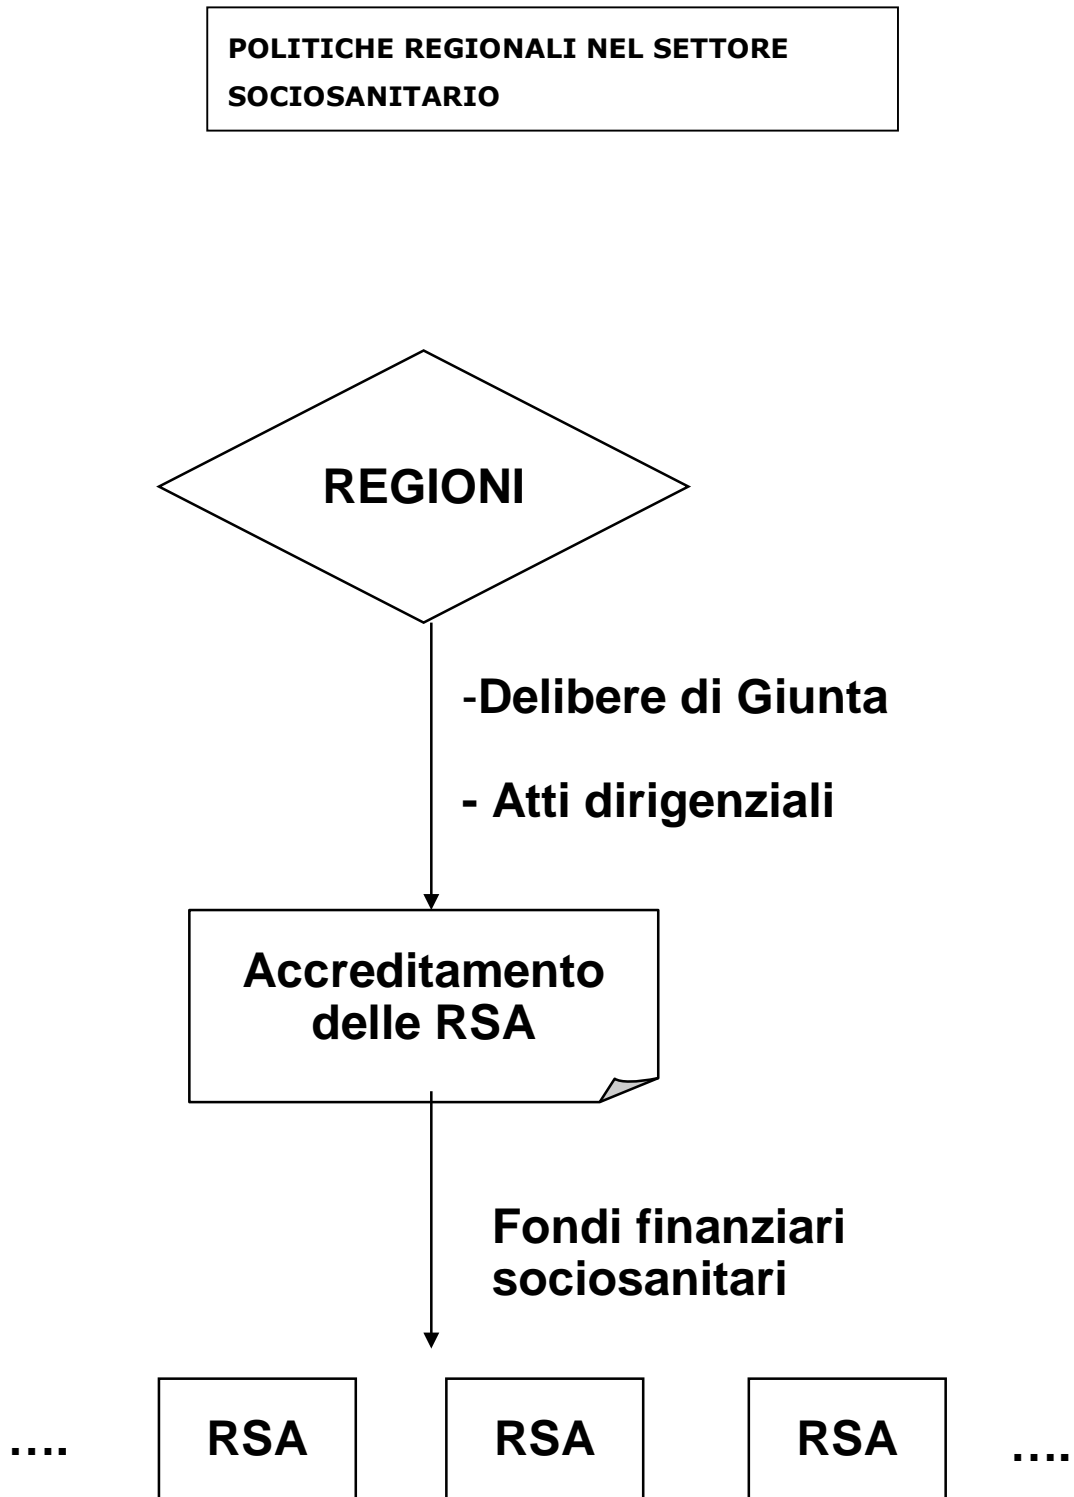 POLITICHE REGIONALI NEL SETTORE
SOCIOSANITARIO
REGIONI
-Delibere di Giunta
- Atti dirigenziali
Accreditamento
delle RSA
Fondi finanziari
sociosanitari
.... RSA RSA RSA ....